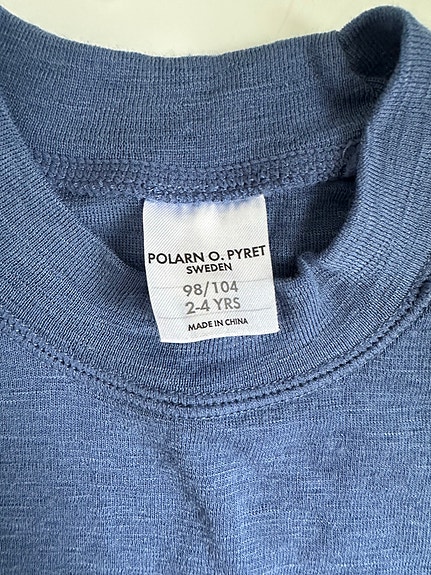 POLARN O. PYRET
SWEDEN
98/104
2-4 YRS
MADE IN CHINA